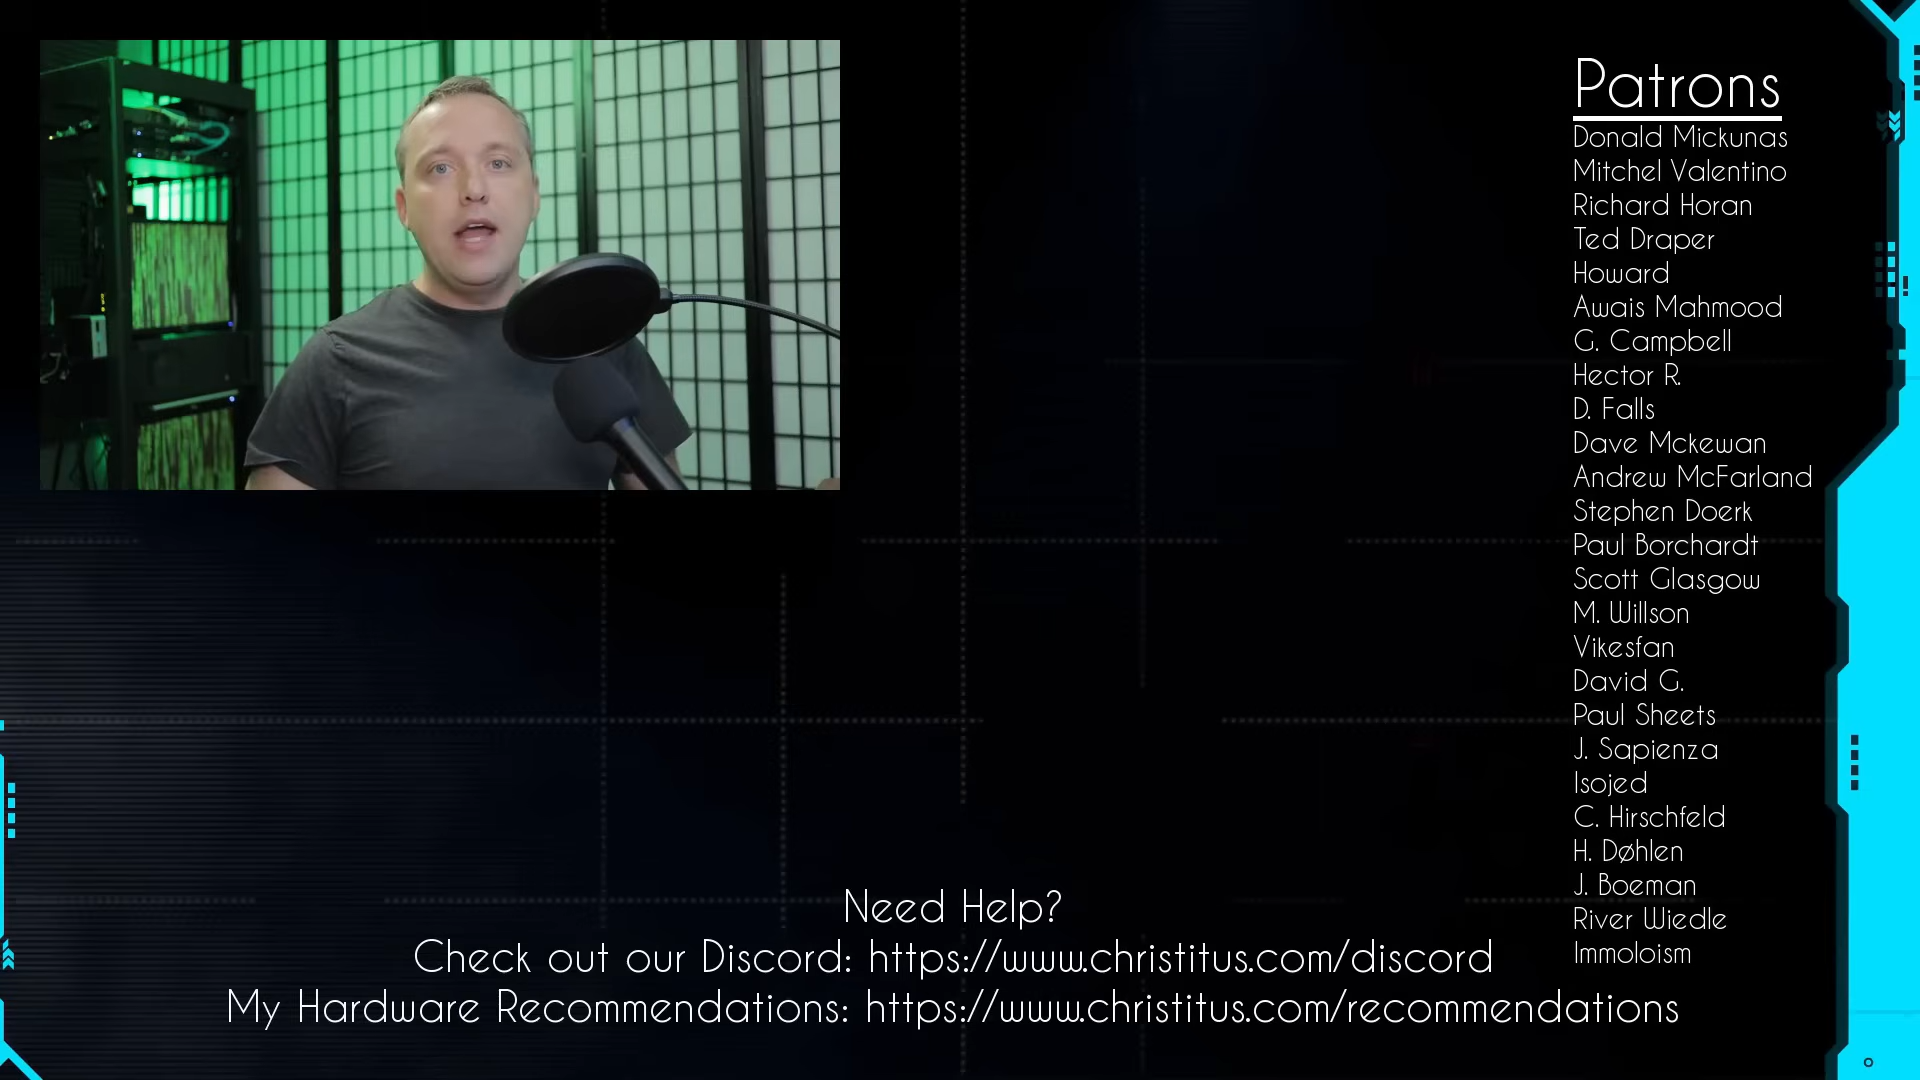 Patrons
Donald Mickunas
Mitchel Valentino
Richard Horan
Ted Draper
Howard
Awais Mahmood
G. Campbell
Hector R.
D. Falls
Dave Mckewan
Andrew McFarland
Stephen Doerk
Paul Borchardt
Scott Glasgow
M. Willson
Vikesfan
David G.
Paul Sheets
J. Sapienza
Isojed
C. Hirschfeld
H. Døhlen
J. Boeman
River Wiedle
Immoloism
Need Help?
Check out our Discord: https://www.christitus.com/discord
My Hardware Recommendations: https://www.christitus.com/recommendations